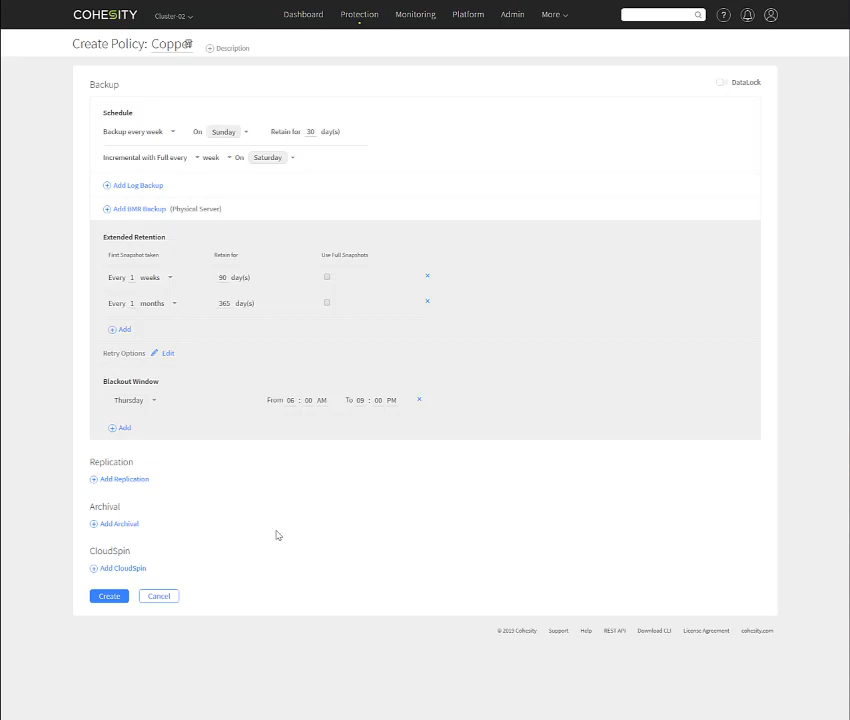 COHESITY Cluster-02 Dashboard Protection Monitoring Platform Admin More ?
Create Policy: Copper Description
Backup DataLock
Schedule
Backup every week On Sunday Retain for 30 day(s)
Incremental with Full every week On Saturday
Add Log Backup
Add BMR Backup (Physical Server)
Extended Retention
First Snapshot taken Retain for Use Full Snapshots
Every 1 weeks 90 day(s)
Every 1 months 365 day(s)
Add
Retry Options Edit
Blackout Window
Thursday From 06 : 00 AM To 09 : 00 PM
Add
Replication
Add Replication
Archival
Add Archival
CloudSpin
Add CloudSpin
Create Cancel
© 2019 Cohesity Support Help REST API Download CLI License Agreement cohesity.com